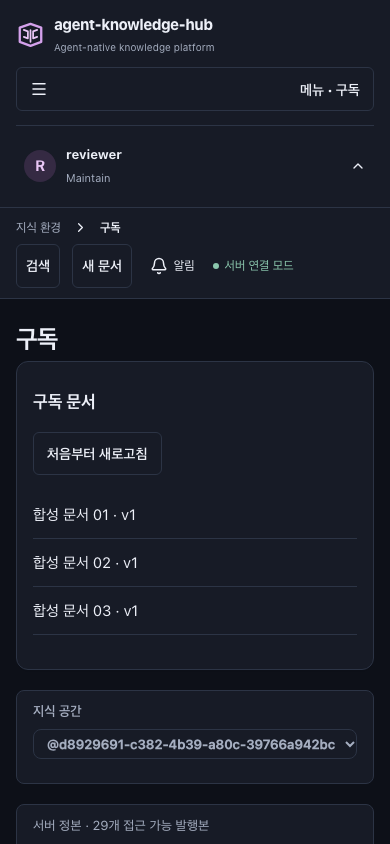 agent-knowledge-hub
Agent-native knowledge platform
메뉴 · 구독
R
reviewer
Maintain
지식 환경 > 구독
검색 새 문서 알림 서버 연결 모드
구독
구독 문서
처음부터 새로고침
합성 문서 01 · v1
합성 문서 02 · v1
합성 문서 03 · v1
지식 공간
@d8929691-c382-4b39-a80c-39766a942bc
서버 정본 · 29개 접근 가능 발행본